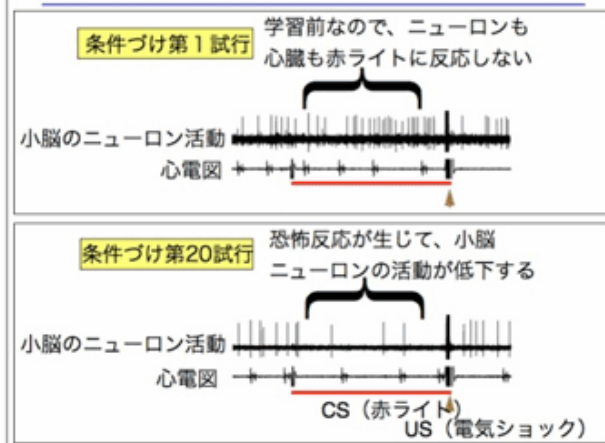 条件づけ第1試行
学習前なので、ニューロンも
心臓も赤ライトに反応しない
小脳のニューロン活動
心電図
条件づけ第20試行
恐怖反応が生じて、小脳
ニューロンの活動が低下する
小脳のニューロン活動
心電図
CS(赤ライト)
US(電気ショック)